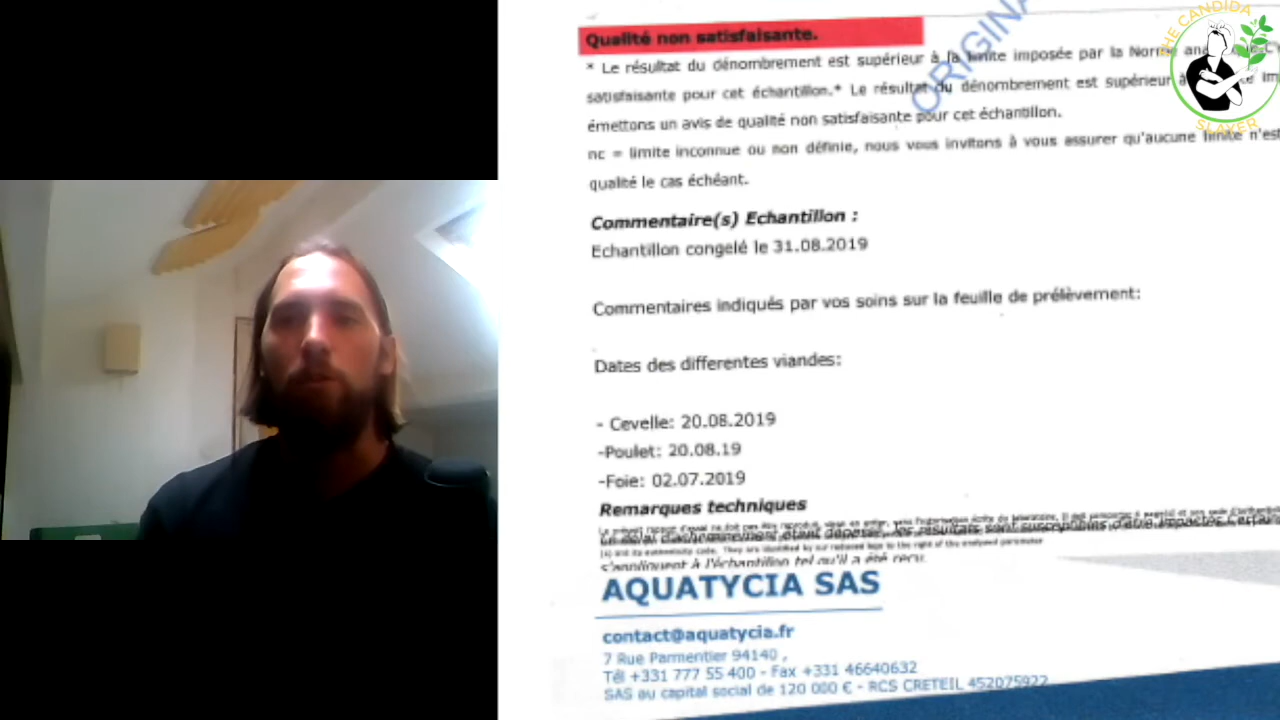 THE CANDIDA
SLAYER
ORIGINA
Qualité non satisfaisante.
* Le résultat du dénombrement est supérieur à la limite imposée par la Norme
satisfaisante pour cet échantillon.* Le résultat du dénombrement est supérieur à
émettons un avis de qualité non satisfaisante pour cet échantillon.
nc = limite inconnue ou non définie, nous vous invitons à vous assurer qu'aucune limite n'est
qualité le cas échéant.
Commentaire(s) Echantillon :
Echantillon congelé le 31.08.2019
Commentaires indiqués par vos soins sur la feuille de prélèvement:
Dates des differentes viandes:
- Cevelle: 20.08.2019
-Poulet: 20.08.19
-Foie: 02.07.2019
Remarques techniques
s'appliquent à l'échantillon tel qu'il a été reçu.
AQUATYCIA SAS
contact@aquatycia.fr
7 Rue Parmentier 94140 ,
Tél +331 777 55 400 - Fax +331 46640632
SAS au capital social de 120 000 € - RCS CRETEIL 452075922